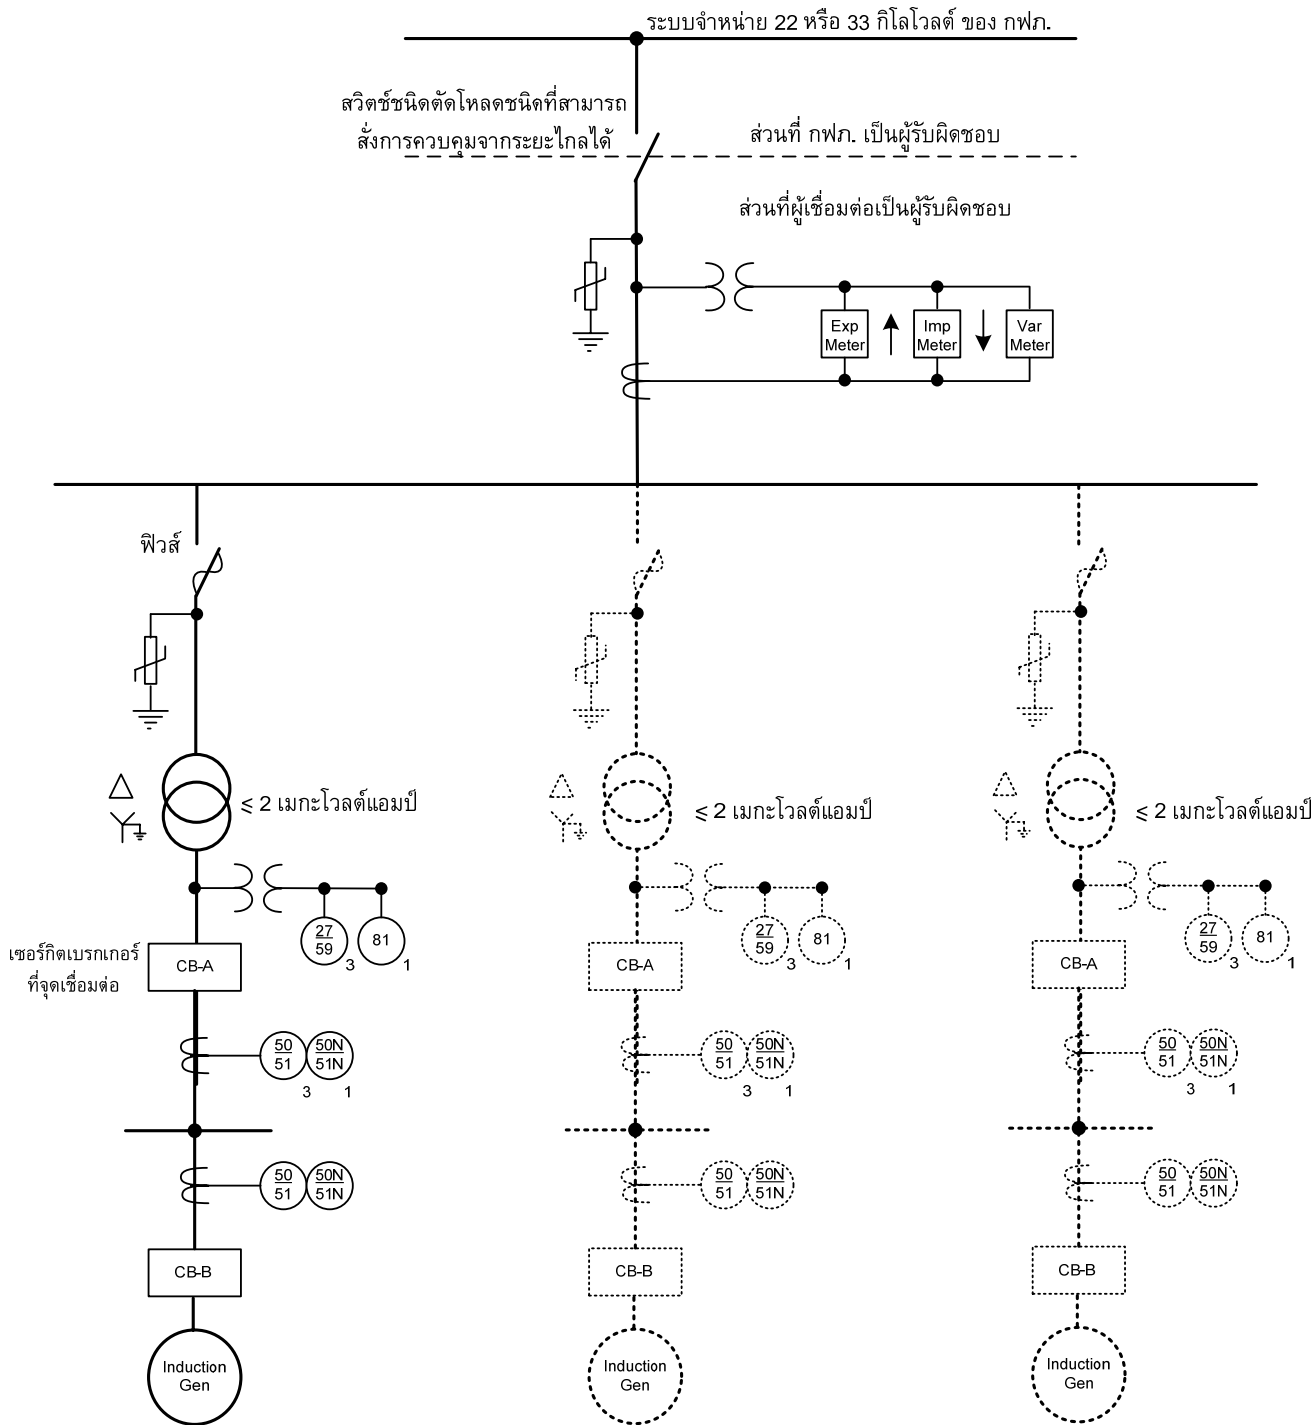 ระบบจำหน่าย 22 หรือ 33 กิโลโวลต์ ของ กฟภ.
สวิตช์ชนิดตัดโหลดชนิดที่สามารถ
สั่งการควบคุมจากระยะไกลได้
ส่วนที่ กฟภ. เป็นผู้รับผิดชอบ
ส่วนที่ผู้เชื่อมต่อเป็นผู้รับผิดชอบ
Exp
Meter
Imp
Meter
Var
Meter
ฟิวส์
≤ 2 เมกะโวลต์แอมป์
≤ 2 เมกะโวลต์แอมป์
≤ 2 เมกะโวลต์แอมป์
27
59
3
81
1
27
59
3
81
1
27
59
3
81
1
เซอร์กิตเบรกเกอร์
ที่จุดเชื่อมต่อ
CB-A
CB-A
CB-A
50
51
3
50N
51N
1
50
51
3
50N
51N
1
50
51
3
50N
51N
1
50
51
50N
51N
50
51
50N
51N
50
51
50N
51N
CB-B
CB-B
CB-B
Induction
Gen
Induction
Gen
Induction
Gen